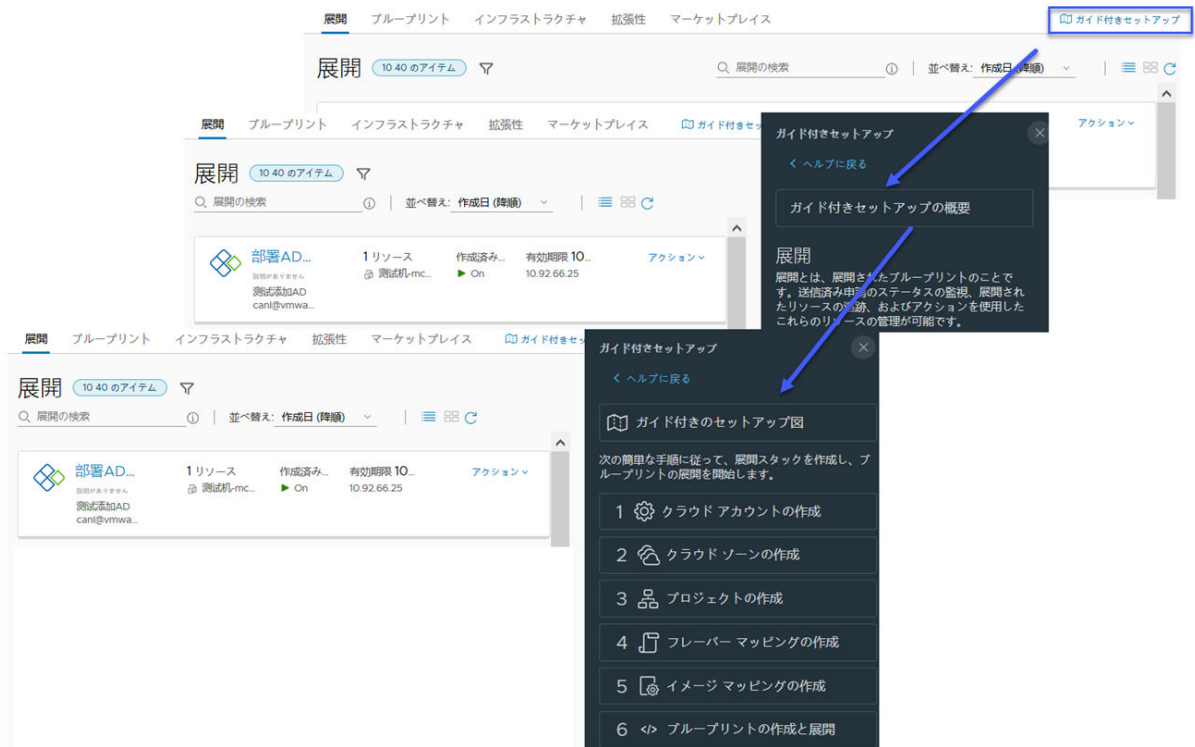 展開 ブループリント インフラストラクチャ 拡張性 マーケットプレイス ガイド付きセットアップ
展開 10 40 のアイテム 展開の検索 並べ替え: 作成日 (降順)
アクション
展開 ブループリント インフラストラクチャ 拡張性 マーケットプレイス ガイド付きセッ
展開 10 40 のアイテム
展開の検索 並べ替え: 作成日 (降順)
部署AD... 1 リソース 作成済み... 有効期限 10... アクション
説明がありません 测试机-mc... On 10.92.66.25
测试添加AD
canl@vmwa...
ガイド付きセットアップ
ヘルプに戻る
ガイド付きセットアップの概要
展開
展開とは、展開されたブループリントのことで
す。送信済み申請のステータスの監視、展開され
たリソースの追跡、およびアクションを使用した
これらのリソースの管理が可能です。
展開 ブループリント インフラストラクチャ 拡張性 マーケットプレイス ガイド付きセッ
展開 10 40 のアイテム
展開の検索 並べ替え: 作成日 (降順)
部署AD... 1 リソース 作成済み... 有効期限 10... アクション
説明がありません 测试机-mc... On 10.92.66.25
测试添加AD
canl@vmwa...
ガイド付きセットアップ
ヘルプに戻る
ガイド付きのセットアップ図
次の簡単な手順に従って、展開スタックを作成し、ブ
ループリントの展開を開始します。
1 クラウド アカウントの作成
2 クラウド ゾーンの作成
3 プロジェクトの作成
4 フレーバー マッピングの作成
5 イメージ マッピングの作成
6 </> ブループリントの作成と展開